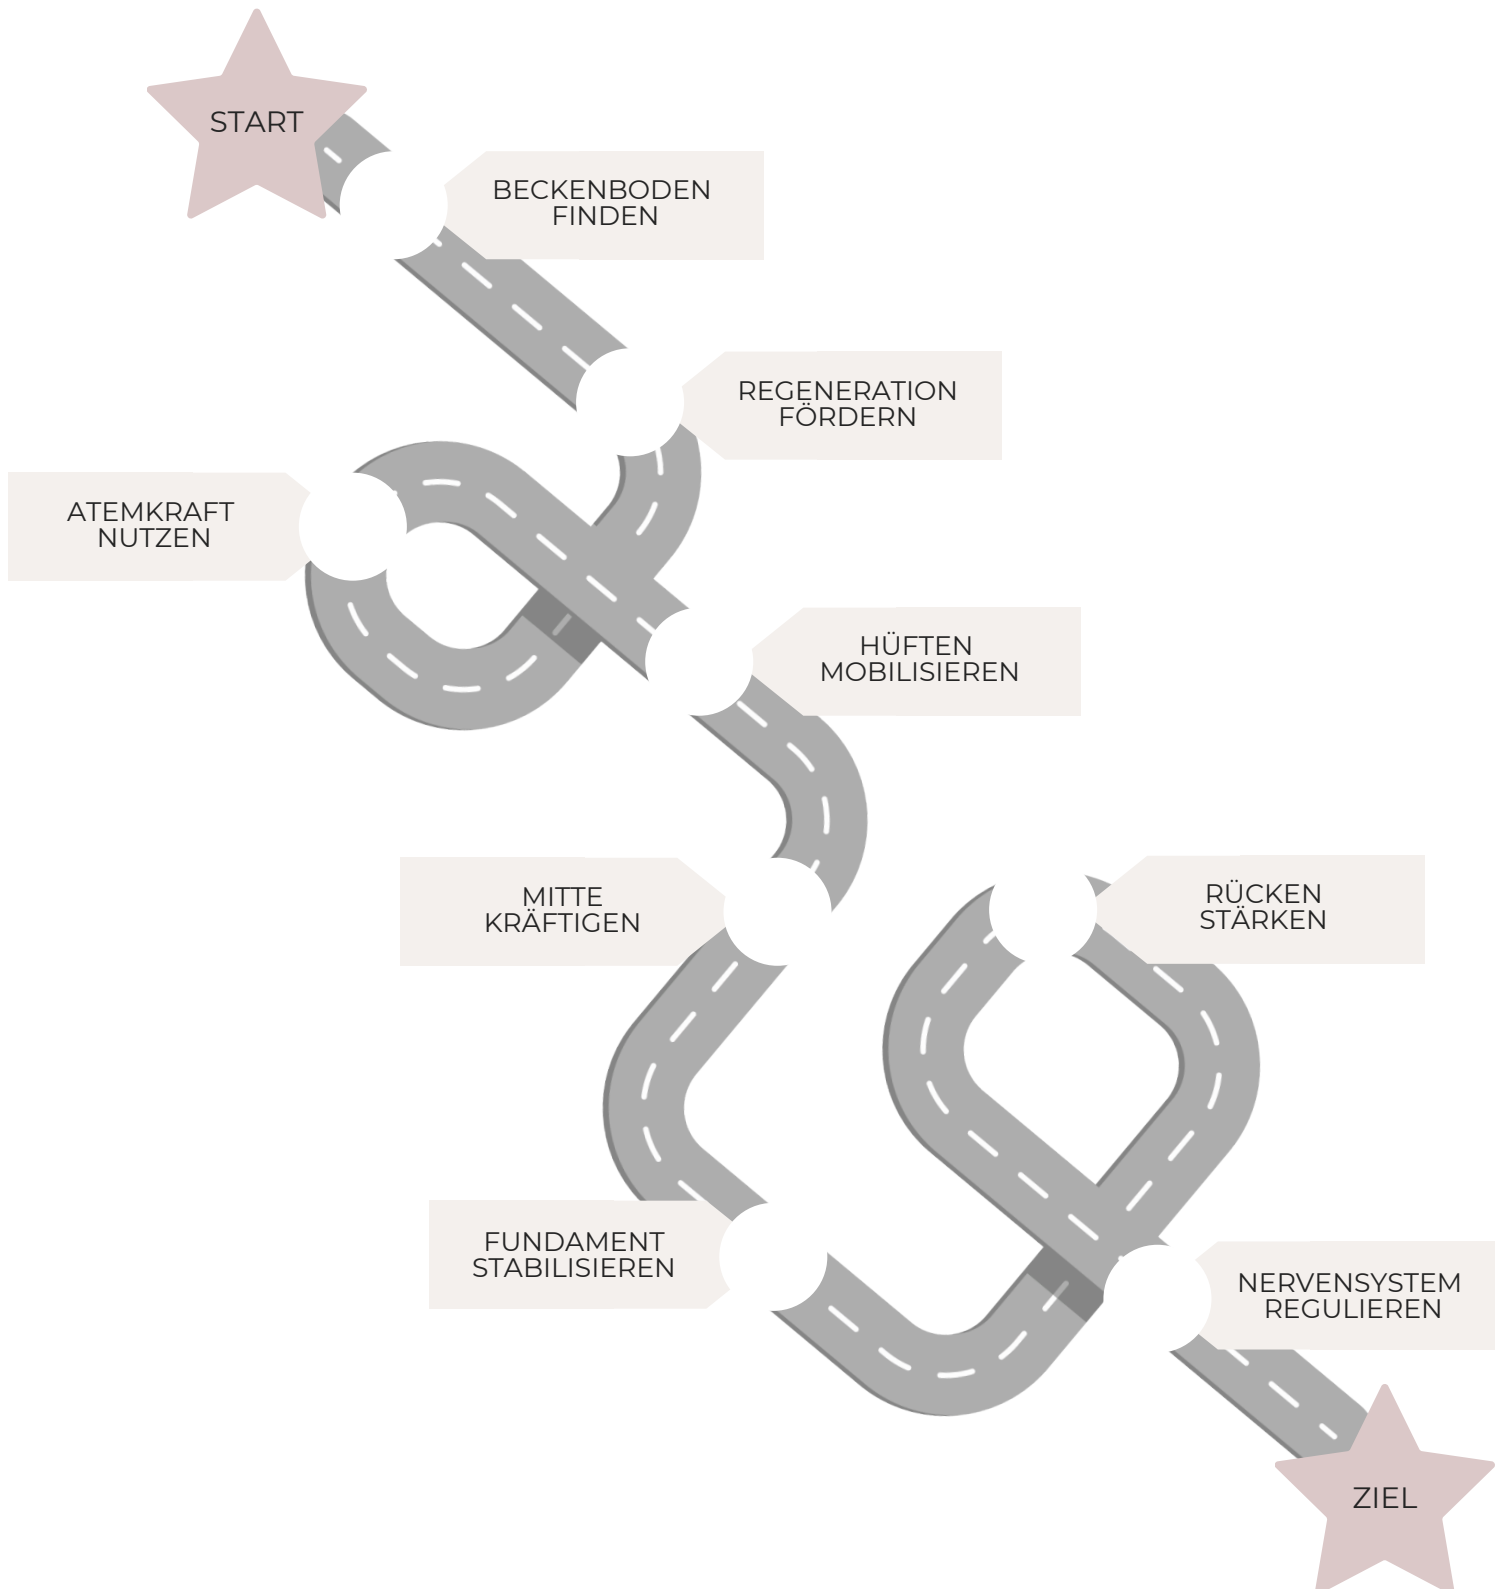 START
BECKENBODEN
FINDEN
REGENERATION
FÖRDERN
ATEMKRAFT
NUTZEN
HÜFTEN
MOBILISIEREN
MITTE
KRÄFTIGEN
RÜCKEN
STÄRKEN
FUNDAMENT
STABILISIEREN
NERVENSYSTEM
REGULIEREN
ZIEL